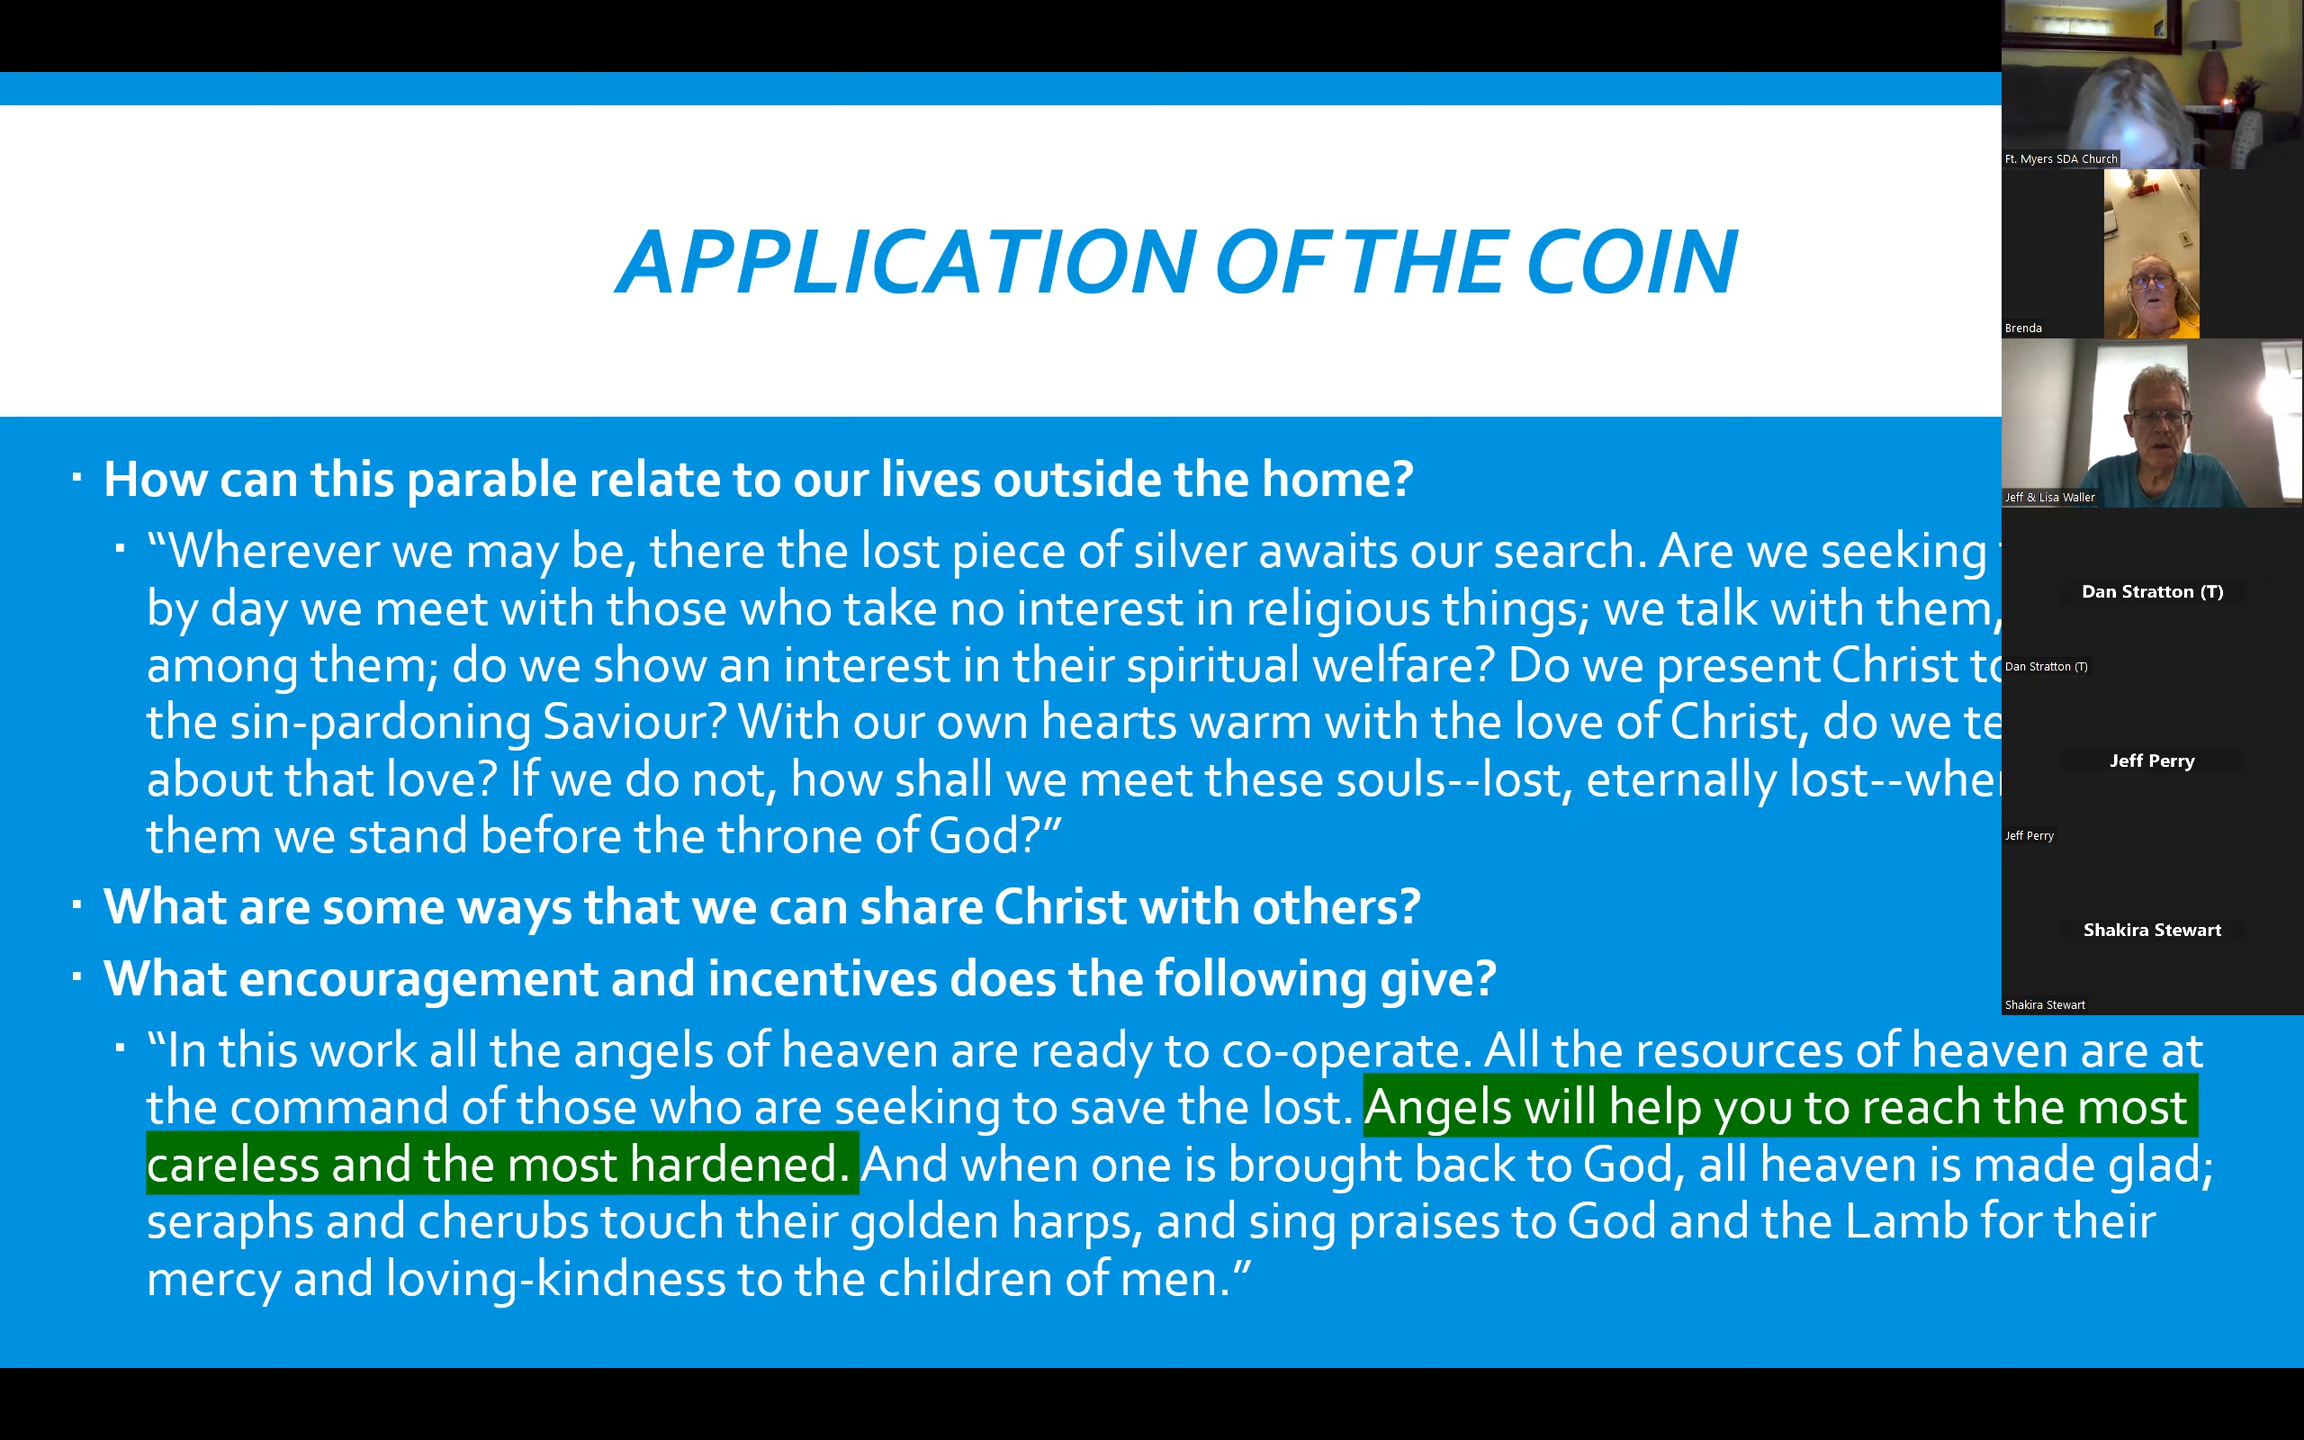 APPLICATION OF THE COIN
▪ How can this parable relate to our lives outside the home?
▪ “Wherever we may be, there the lost piece of silver awaits our search. Are we seeking
by day we meet with those who take no interest in religious things; we talk with them,
among them; do we show an interest in their spiritual welfare? Do we present Christ
the sin-pardoning Saviour? With our own hearts warm with the love of Christ, do we
about that love? If we do not, how shall we meet these souls--lost, eternally lost--
them we stand before the throne of God?”
▪ What are some ways that we can share Christ with others?
▪ What encouragement and incentives does the following give?
▪ “In this work all the angels of heaven are ready to co-operate. All the resources of heaven are at
the command of those who are seeking to save the lost. Angels will help you to reach the most
careless and the most hardened. And when one is brought back to God, all heaven is made glad;
seraphs and cherubs touch their golden harps, and sing praises to God and the Lamb for their
mercy and loving-kindness to the children of men.”
Ft. Myers SDA Church
Brenda
Jeff & Lisa Waller
Dan Stratton (T)
Dan Stratton (T)
Jeff Perry
Jeff Perry
Shakira Stewart
Shakira Stewart